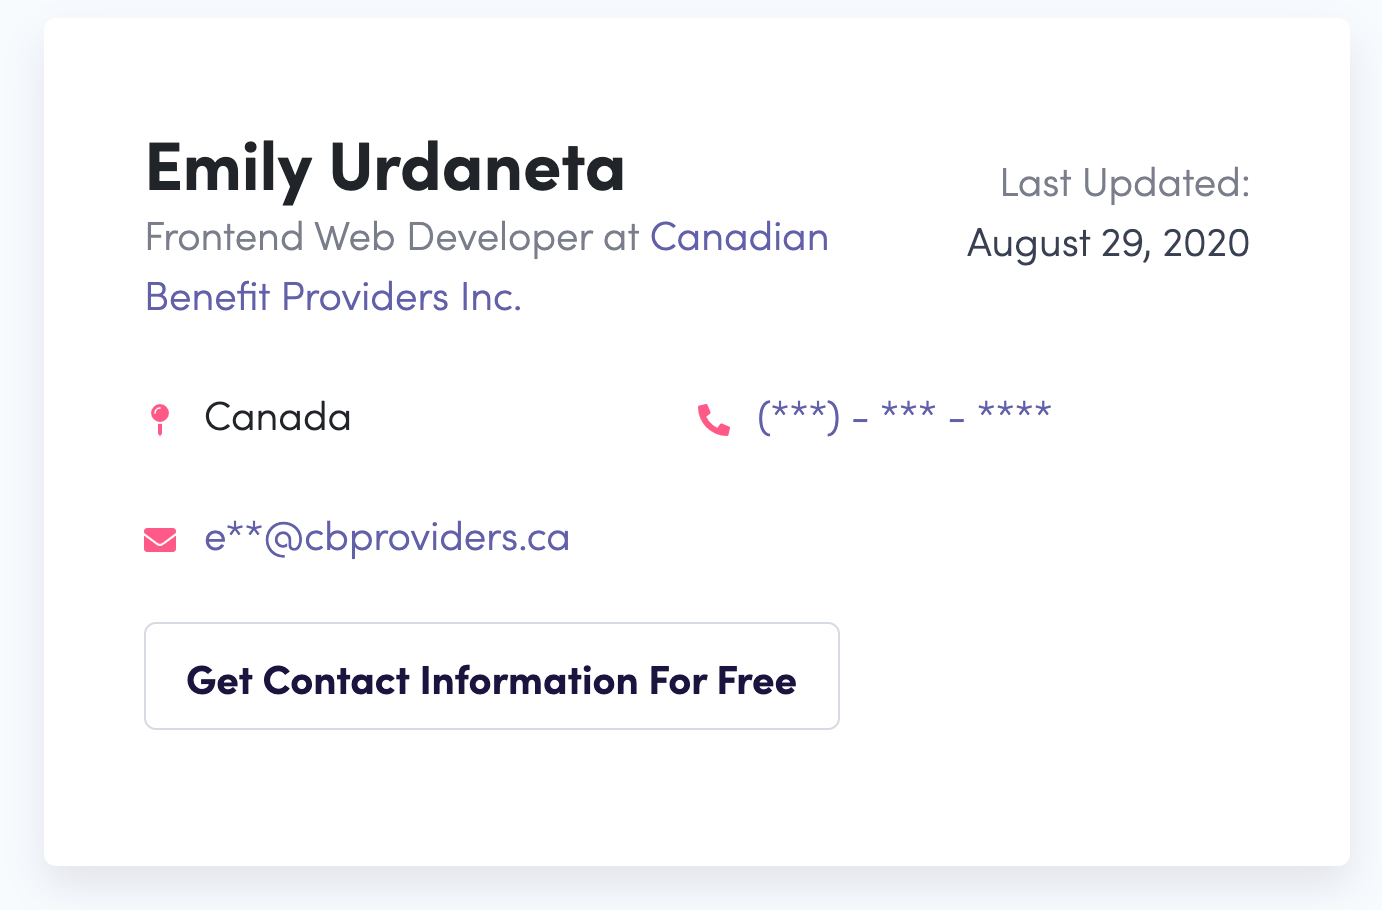 Emily Urdaneta
Frontend Web Developer at Canadian
Benefit Providers Inc.
Last Updated:
August 29, 2020
Canada
(***) - *** - ****
e**@cbproviders.ca
Get Contact Information For Free